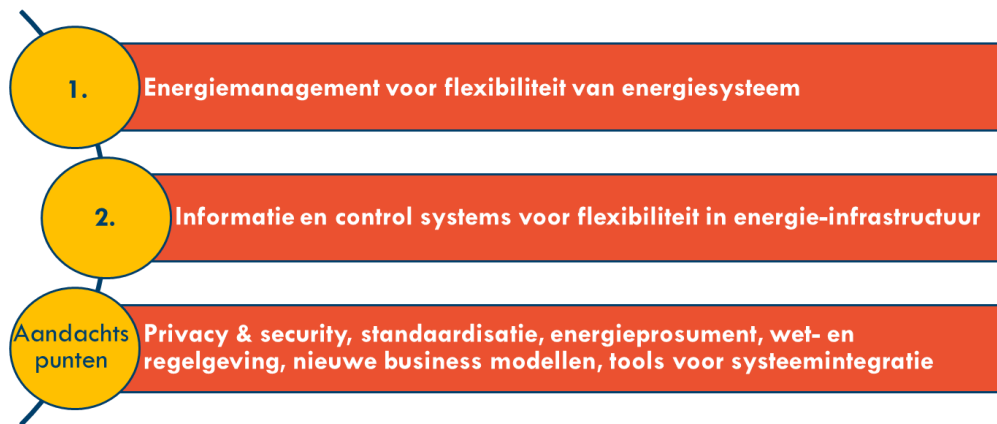 1.
Energiemanagement voor flexibiliteit van energiesysteem
2.
Informatie en control systems voor flexibiliteit in energie-infrastructuur
Aandachts
punten
Privacy & security, standaardisatie, energieprosument, wet- en
regelgeving, nieuwe business modellen, tools voor systeemintegratie